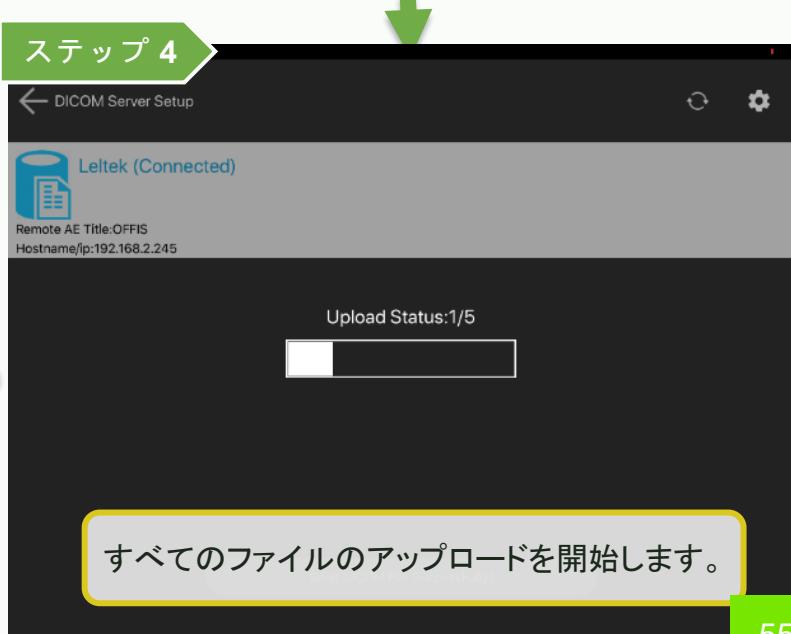 ステップ 4
DICOM Server Setup
Leltek (Connected)
Remote AE Title:OFFIS
Hostname/ip:192.168.2.245
Upload Status:1/5
すべてのファイルのアップロードを開始します。
55